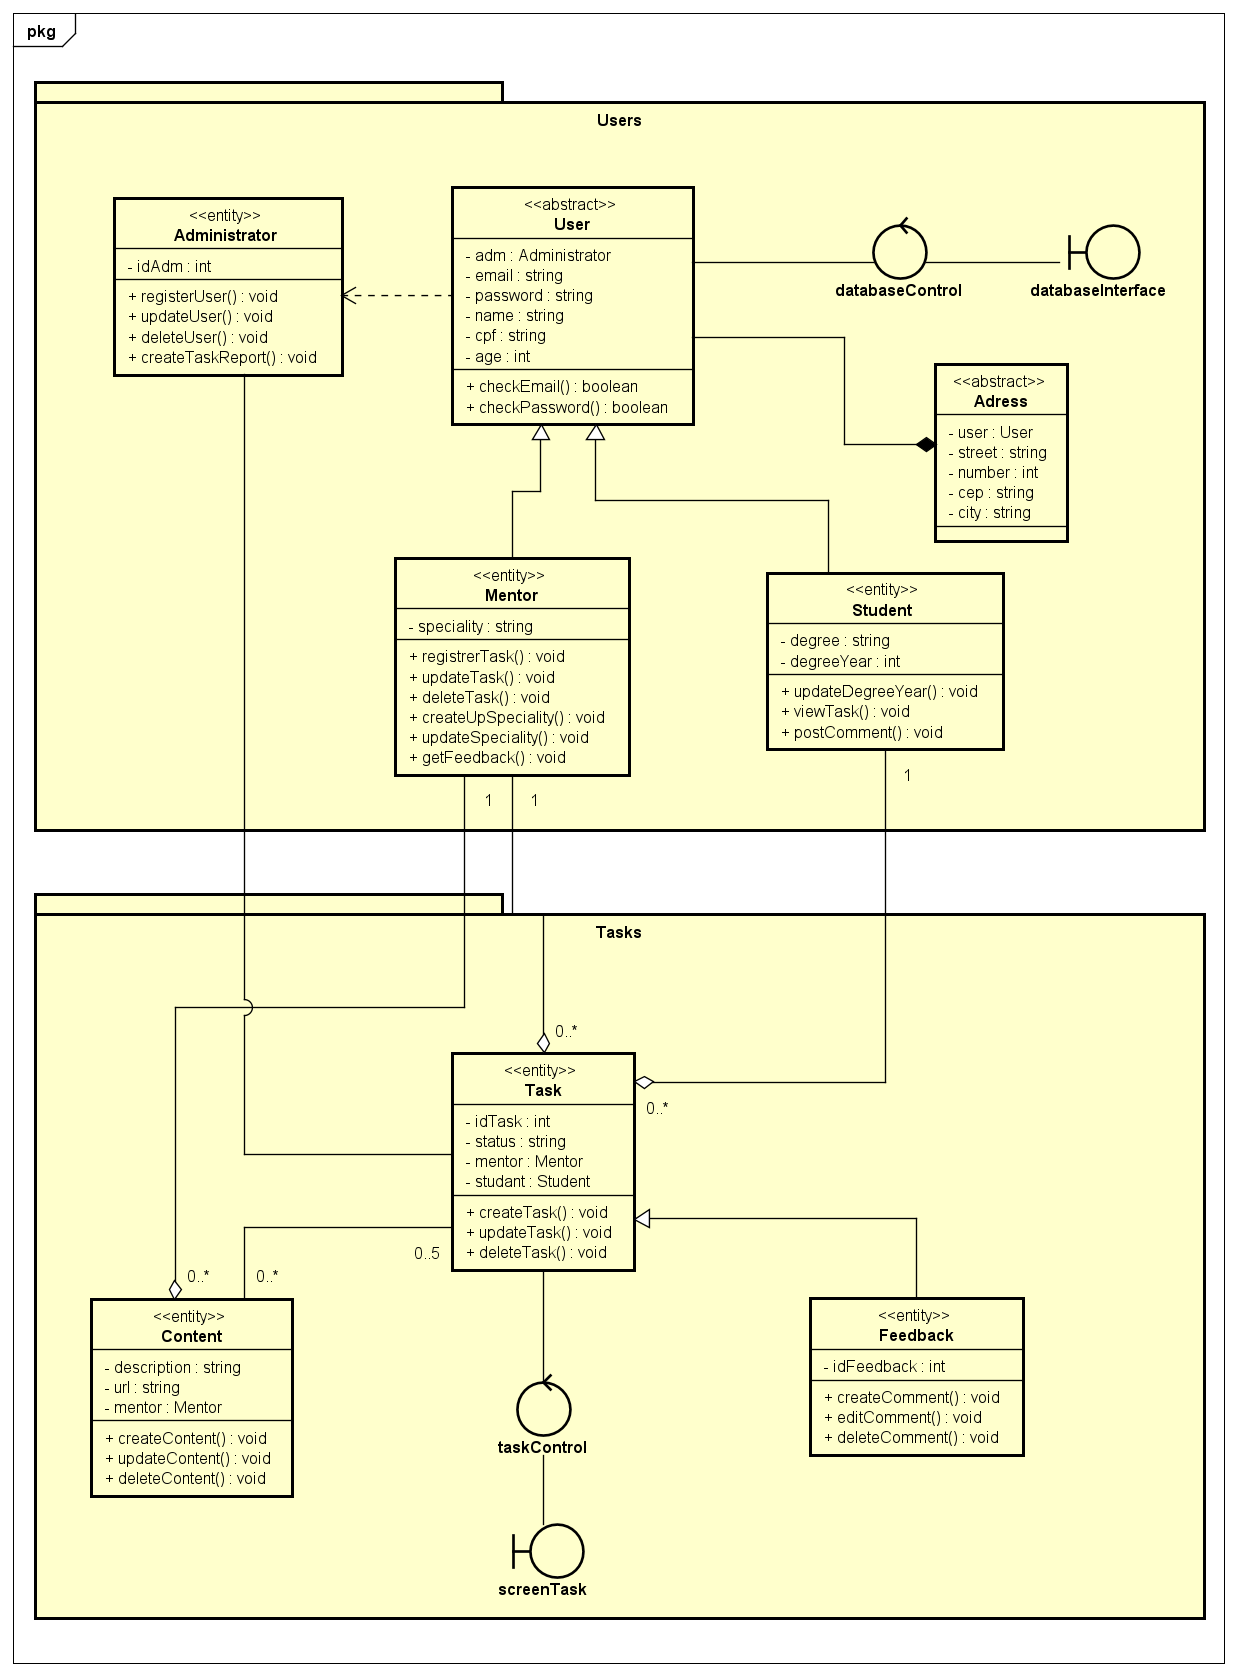 pkg
Users
<<entity>>
Administrator
- idAdm : int
+ registerUser() : void
+ updateUser() : void
+ deleteUser() : void
+ createTaskReport() : void
<<abstract>>
User
- adm : Administrator
- email : string
- password : string
- name : string
- cpf : string
- age : int
+ checkEmail() : boolean
+ checkPassword() : boolean
databaseControl
databaseInterface
<<abstract>>
Adress
- user : User
- street : string
- number : int
- cep : string
- city : string
<<entity>>
Mentor
- speciality : string
+ registrerTask() : void
+ updateTask() : void
+ deleteTask() : void
+ createUpSpeciality() : void
+ updateSpeciality() : void
+ getFeedback() : void
<<entity>>
Student
- degree : string
- degreeYear : int
+ updateDegreeYear() : void
+ viewTask() : void
+ postComment() : void
1
1
1
Tasks
0..*
<<entity>>
Task
- idTask : int
- status : string
- mentor : Mentor
- studant : Student
+ createTask() : void
+ updateTask() : void
+ deleteTask() : void
0..*
0..5
0..*
0..*
<<entity>>
Content
- description : string
- url : string
- mentor : Mentor
+ createContent() : void
+ updateContent() : void
+ deleteContent() : void
<<entity>>
Feedback
- idFeedback : int
+ createComment() : void
+ editComment() : void
+ deleteComment() : void
taskControl
screenTask